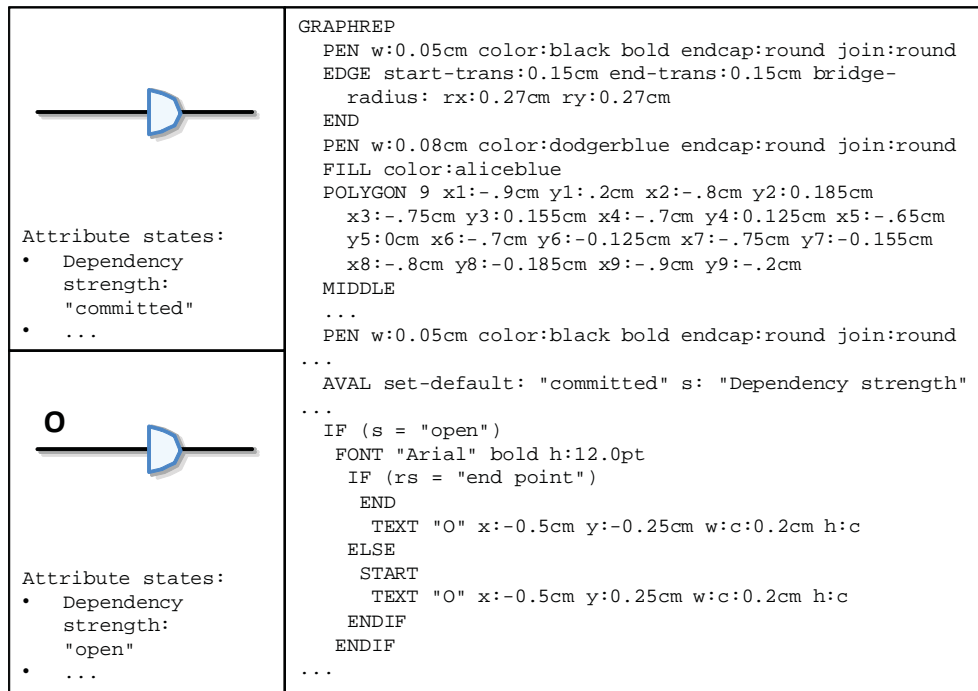 Attribute states:
• Dependency
strength:
"committed"
• ...
O
Attribute states:
• Dependency
strength:
"open"
• ...
GRAPHREP
PEN w:0.05cm color:black bold endcap:round join:round
EDGE start-trans:0.15cm end-trans:0.15cm bridge-
radius: rx:0.27cm ry:0.27cm
END
PEN w:0.08cm color:dodgerblue endcap:round join:round
FILL color:aliceblue
POLYGON 9 x1:-.9cm y1:.2cm x2:-.8cm y2:0.185cm
x3:-.75cm y3:0.155cm x4:-.7cm y4:0.125cm x5:-.65cm
y5:0cm x6:-.7cm y6:-0.125cm x7:-.75cm y7:-0.155cm
x8:-.8cm y8:-0.185cm x9:-.9cm y9:-.2cm
MIDDLE
...
PEN w:0.05cm color:black bold endcap:round join:round
...
AVAL set-default: "committed" s: "Dependency strength"
...
IF (s = "open")
FONT "Arial" bold h:12.0pt
IF (rs = "end point")
END
TEXT "O" x:-0.5cm y:-0.25cm w:c:0.2cm h:c
ELSE
START
TEXT "O" x:-0.5cm y:0.25cm w:c:0.2cm h:c
ENDIF
ENDIF
...